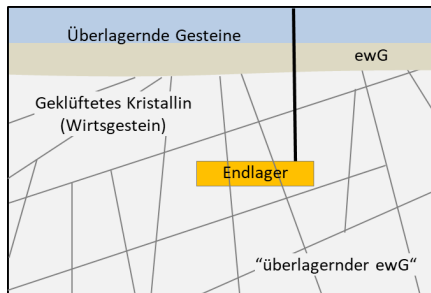 Überlagernde Gesteine
ewG
Geklüftetes Kristallin
(Wirtsgestein)
Endlager
“überlagernder ewG“